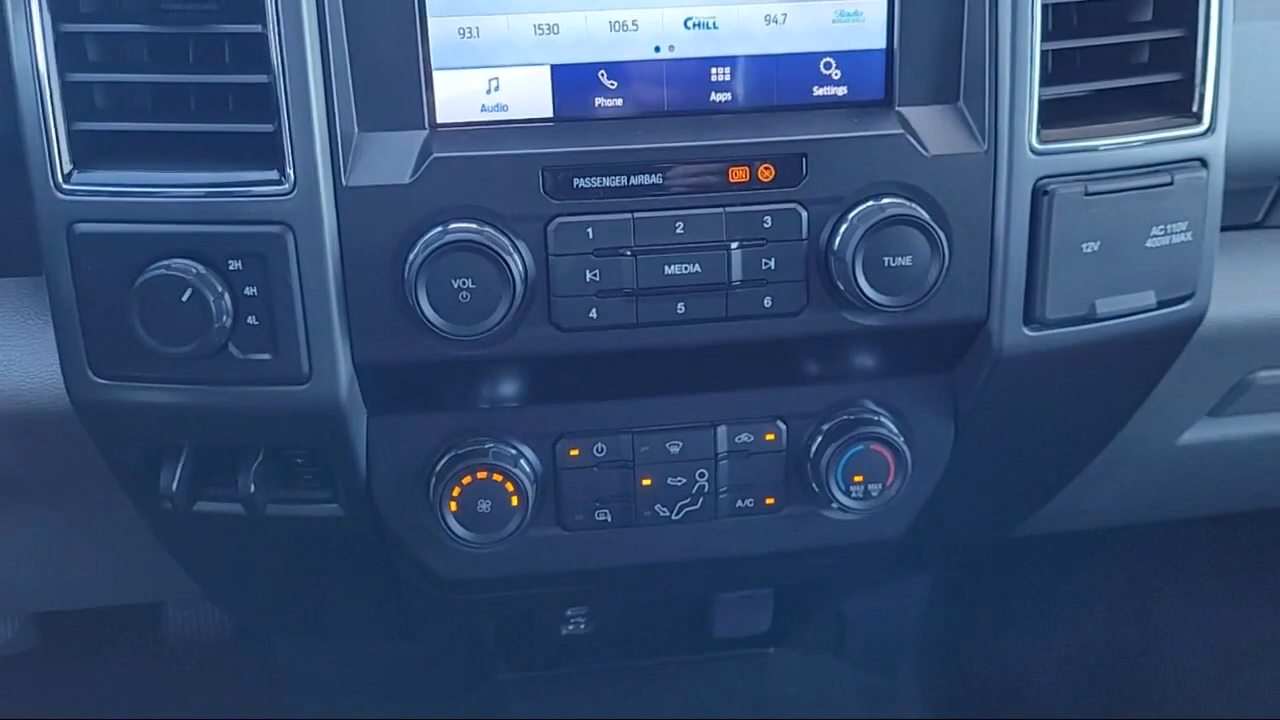 93.1 1530 106.5 CHILL 94.7
Audio Phone Apps Settings
PASSENGER AIRBAG ON
1 2 3
MEDIA
4 5 6
VOL
TUNE
2H
4H
4L
12V
AC 110V
400W MAX
A/C
MAX MAX
A/C